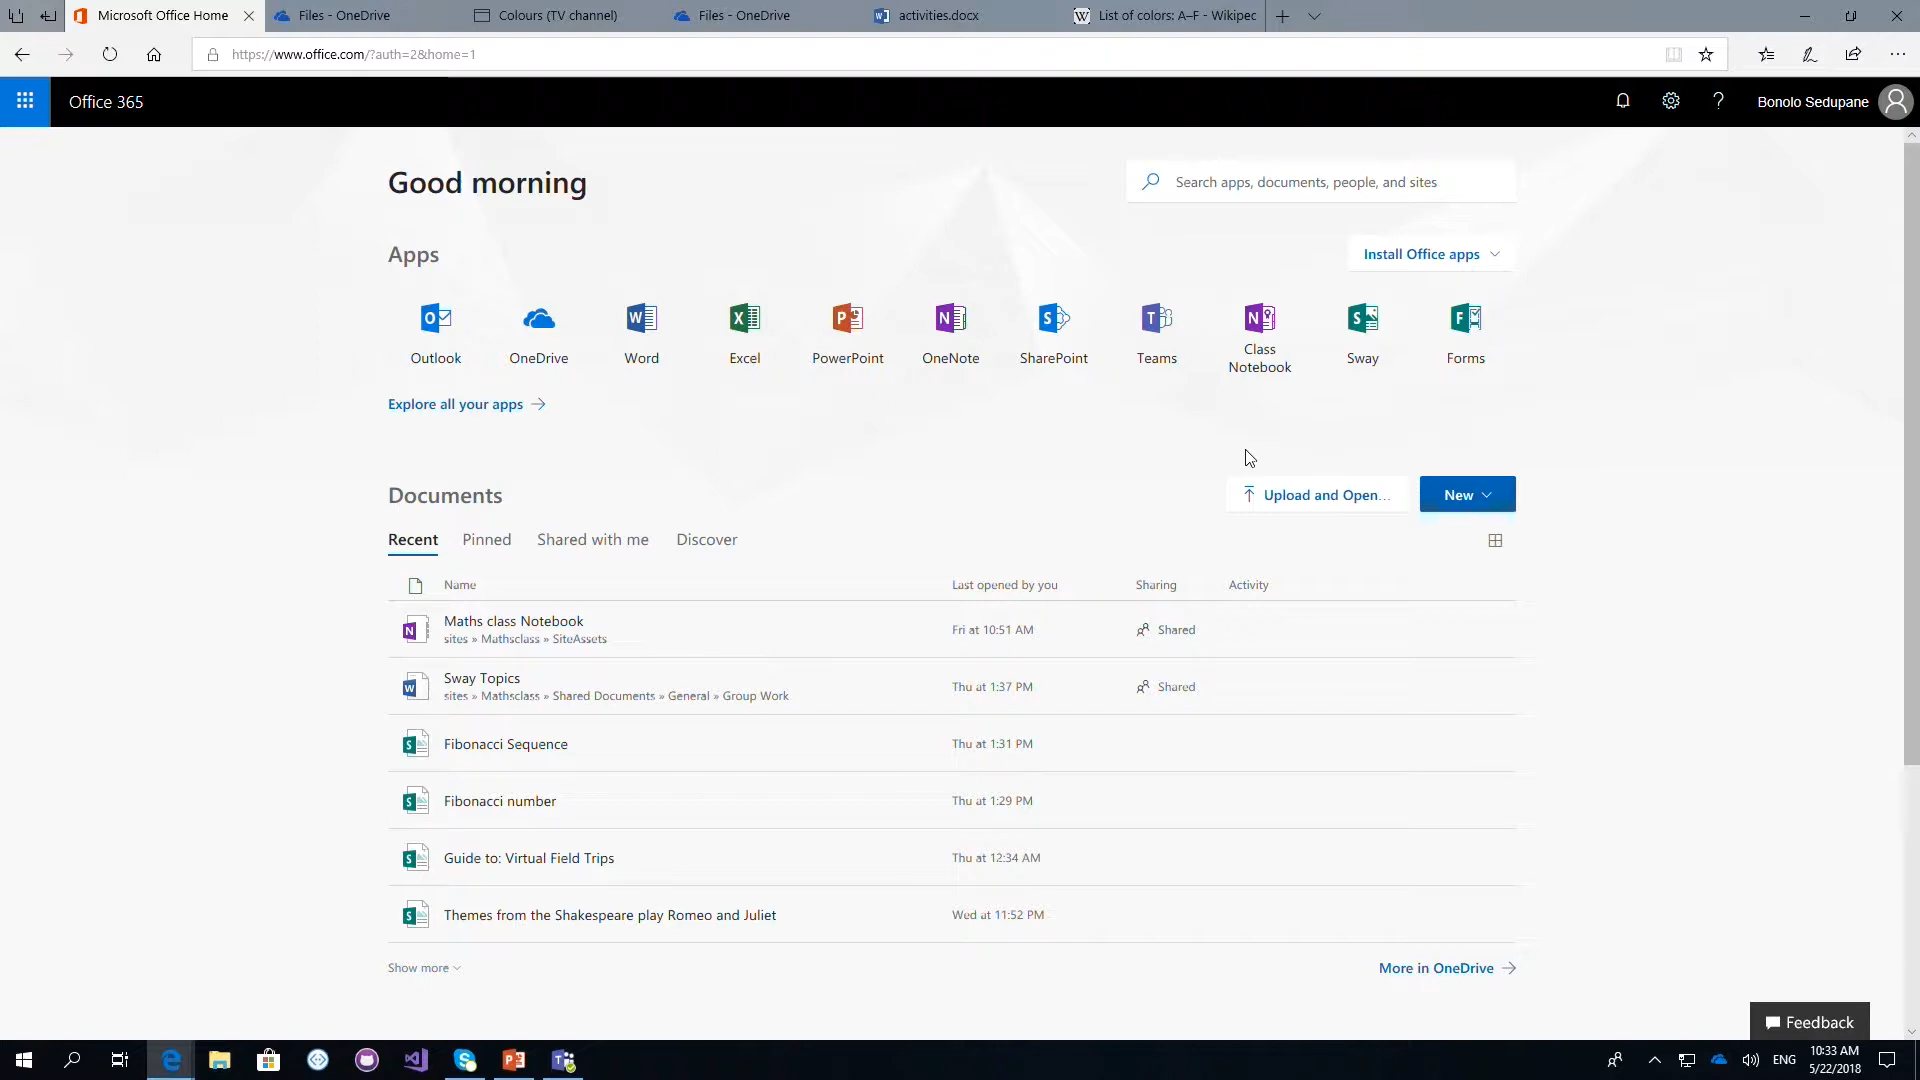 Microsoft Office Home
Files - OneDrive
Colours (TV channel)
Files - OneDrive
activities.docx
List of colors: A–F - Wikipec
https://www.office.com/?auth=2&home=1
Office 365
Bonolo Sedupane
Good morning
Search apps, documents, people, and sites
Apps
Install Office apps
Outlook
OneDrive
Word
Excel
PowerPoint
OneNote
SharePoint
Teams
Class
Notebook
Sway
Forms
Explore all your apps
Documents
Upload and Open...
New
Recent
Pinned
Shared with me
Discover
Name
Last opened by you
Sharing
Activity
Maths class Notebook
sites » Mathsclass » SiteAssets
Fri at 10:51 AM
Shared
Sway Topics
sites » Mathsclass » Shared Documents » General » Group Work
Thu at 1:37 PM
Shared
Fibonacci Sequence
Thu at 1:31 PM
Fibonacci number
Thu at 1:29 PM
Guide to: Virtual Field Trips
Thu at 12:34 AM
Themes from the Shakespeare play Romeo and Juliet
Wed at 11:52 PM
Show more
More in OneDrive
Feedback
ENG
10:33 AM
5/22/2018